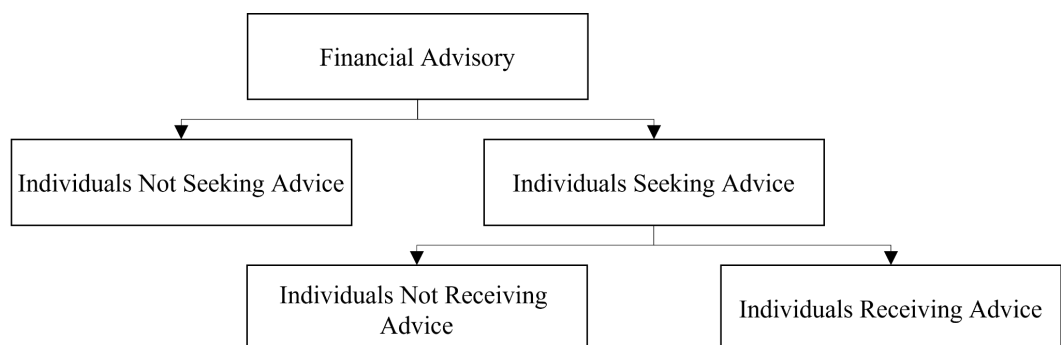 Financial Advisory
Individuals Not Seeking Advice
Individuals Seeking Advice
Individuals Not Receiving
Advice
Individuals Receiving Advice